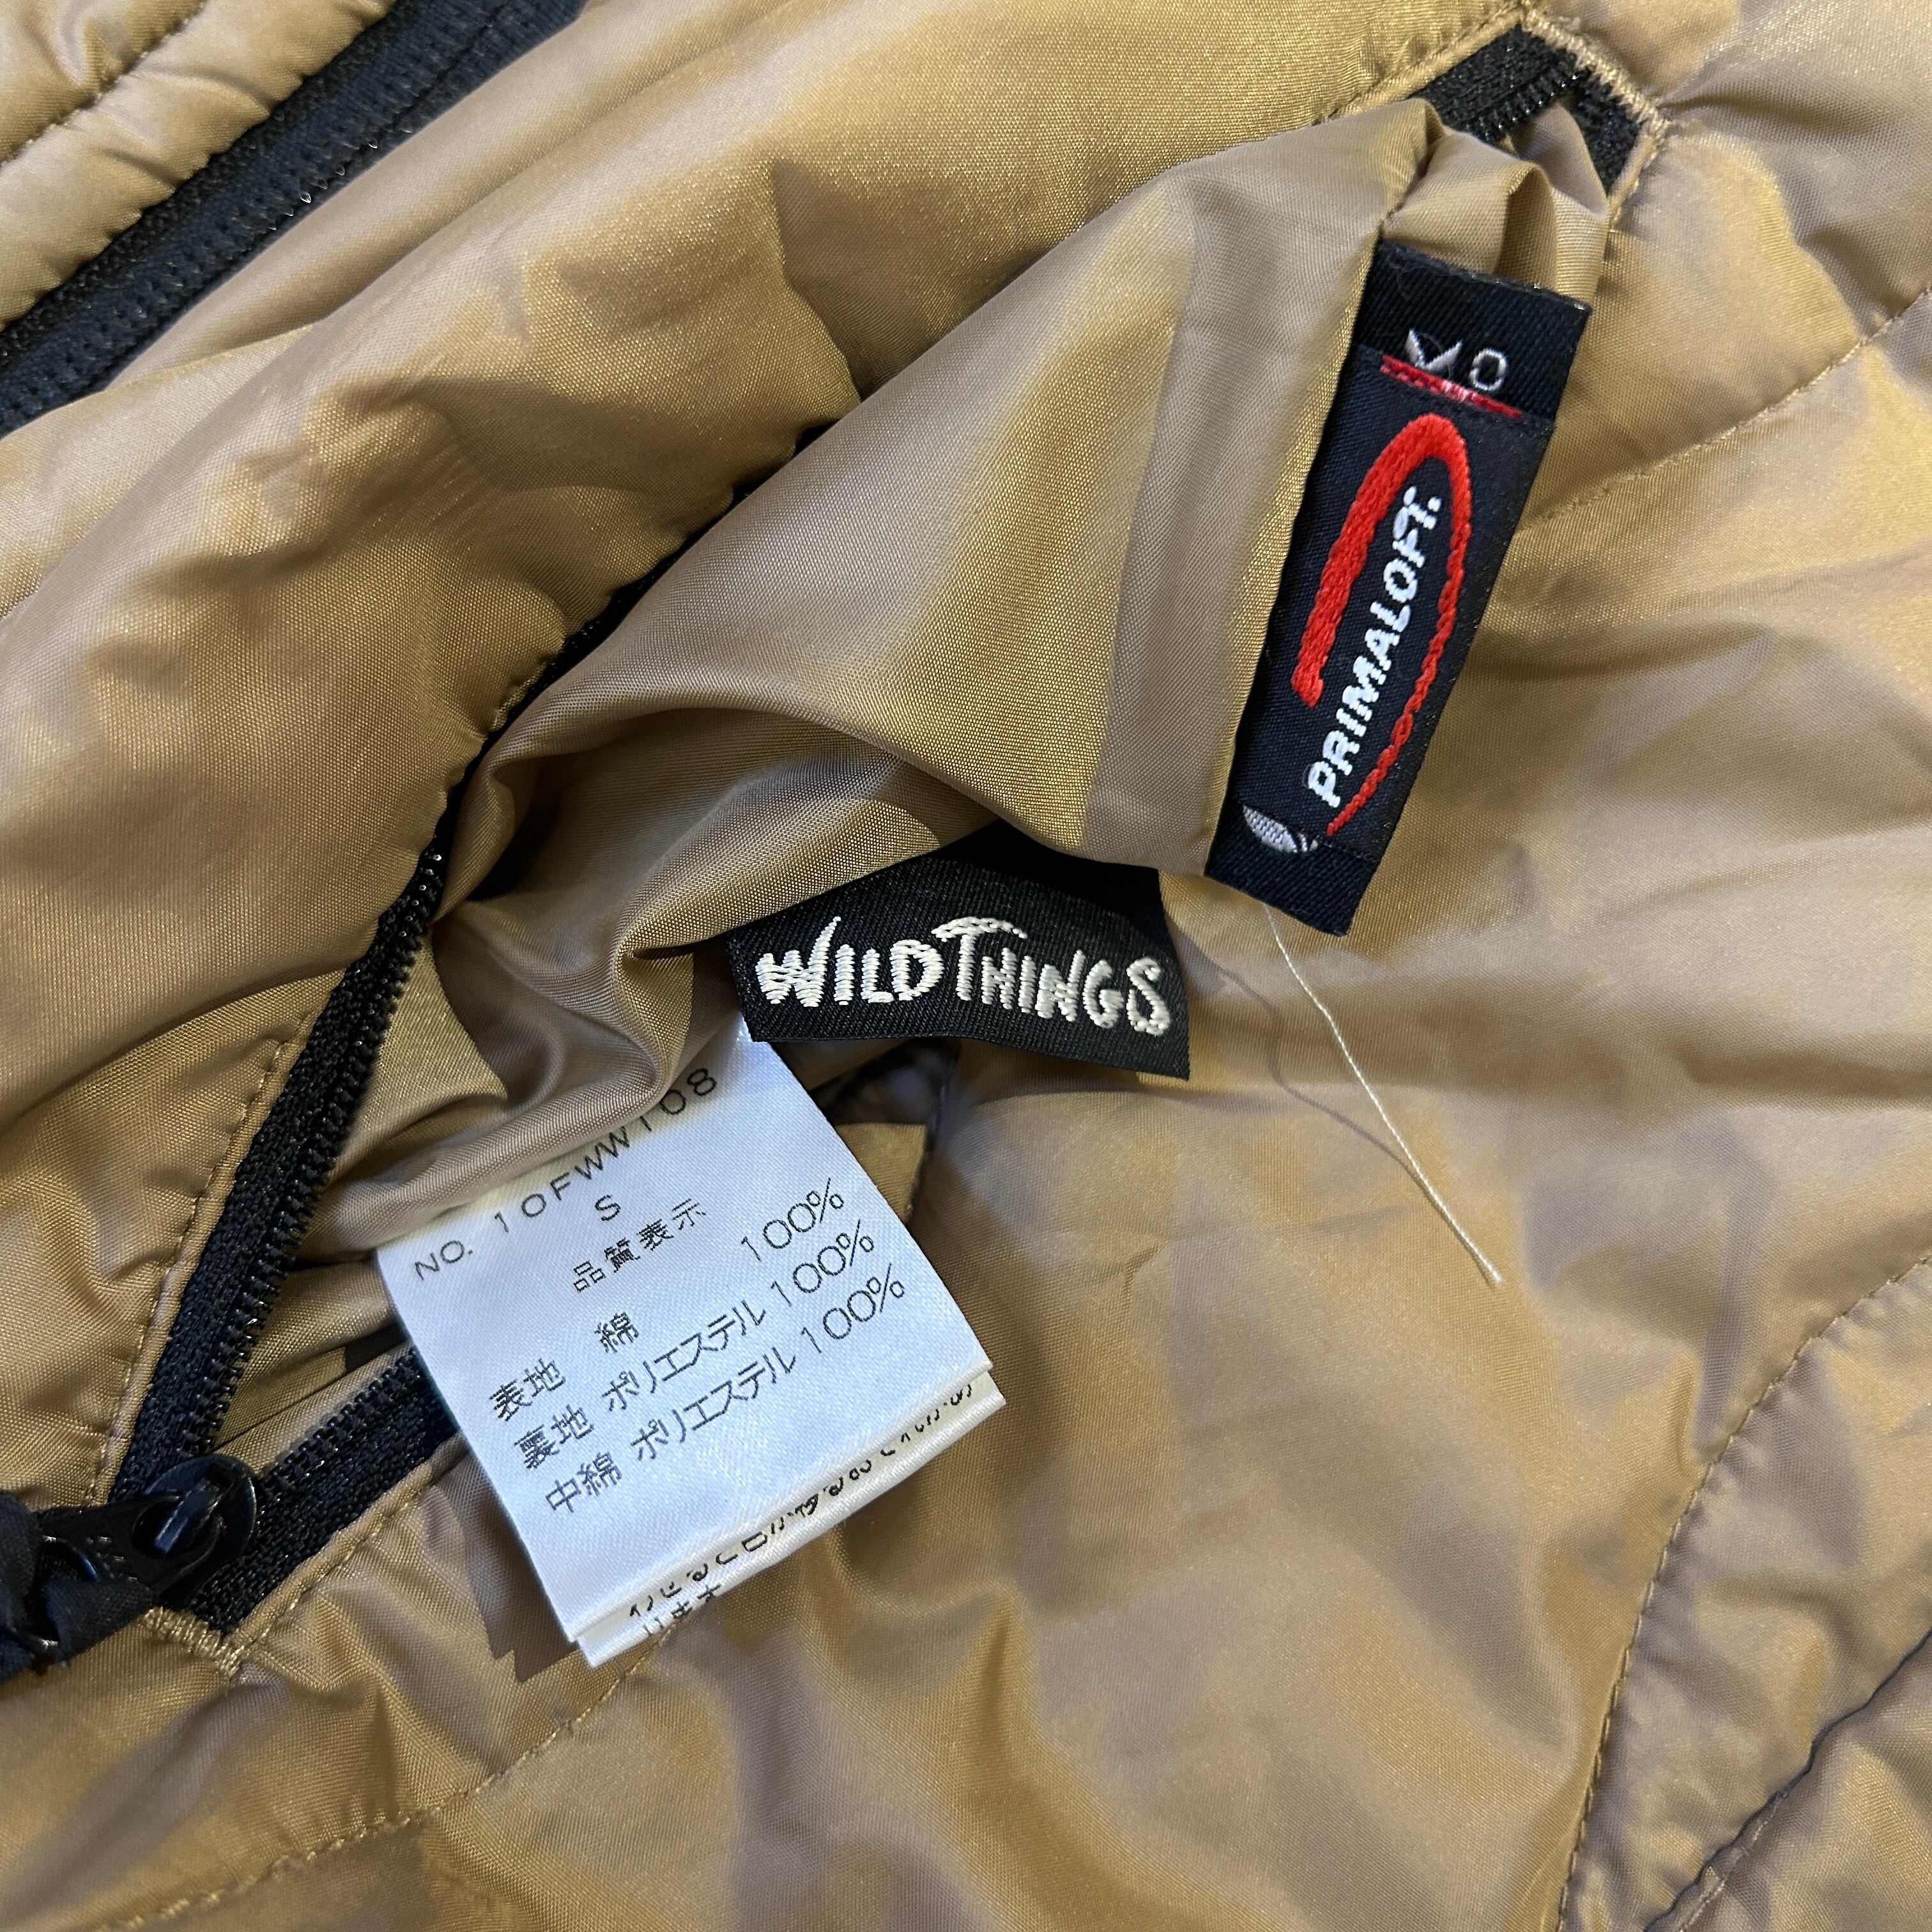 PRIMALOFT.
WILDTHINGS
NO. 10FWW108
S
品質表示
表地 綿 100%
裏地 ポリエステル 100%
中綿 ポリエステル 100%